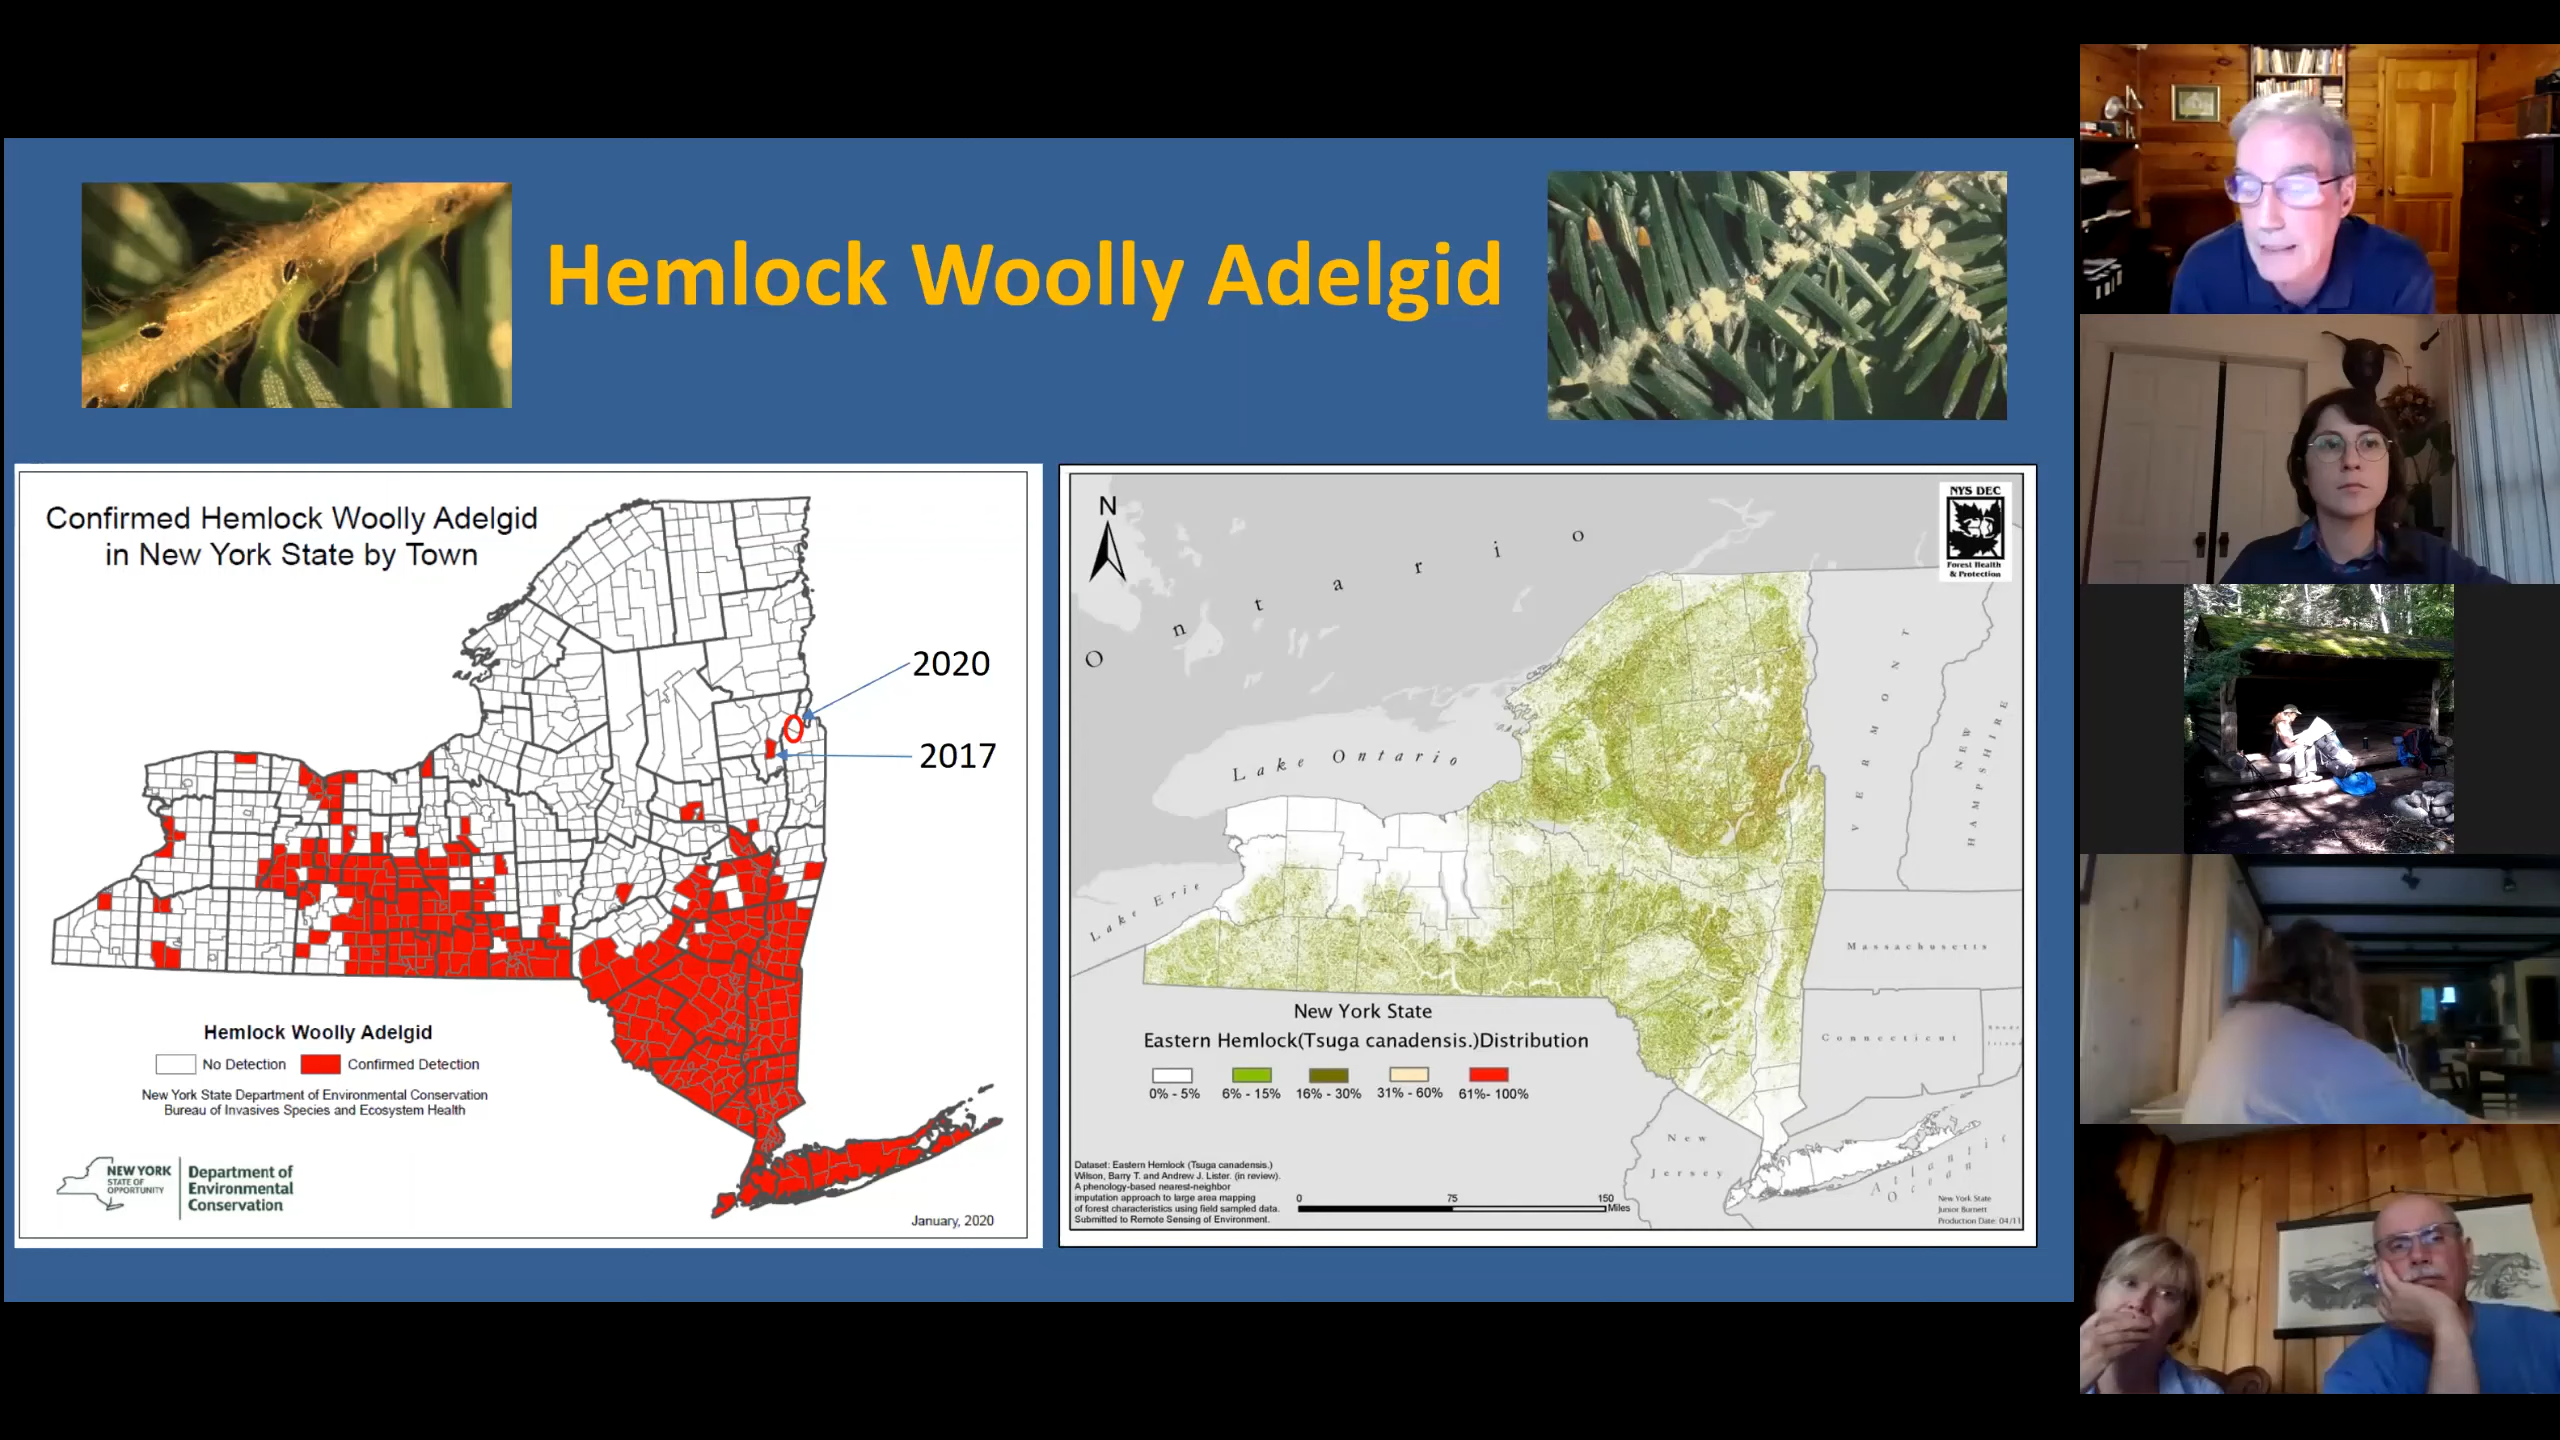 Hemlock Woolly Adelgid
Confirmed Hemlock Woolly Adelgid
in New York State by Town
2020
2017
Hemlock Woolly Adelgid
No Detection
Confirmed Detection
New York State Department of Environmental Conservation
Bureau of Invasives Species and Ecosystem Health
NEW YORK
STATE OF
OPPORTUNITY
Department of
Environmental
Conservation
January, 2020
N
NYS DEC
Forest Health
& Protection
Ontario
Lake Ontario
Lake Erie
VERMONT
NEW
HAMPSHIRE
Massachusetts
Connecticut
New
Jersey
Atlantic
Ocean
New York State
Eastern Hemlock(Tsuga canadensis.)Distribution
0% - 5%
6% - 15%
16% - 30%
31% - 60%
61%- 100%
Dataset: Eastern Hemlock (Tsuga canadensis.)
Wilson, Barry T. and Andrew J. Lister. (in review).
A phenology-based nearest-neighbor
imputation approach to large area mapping
of forest characteristics using field sampled data.
Submitted to Remote Sensing of Environment.
0 75 150
Miles
New York State
Junior Burnett
Production Date: 04/11